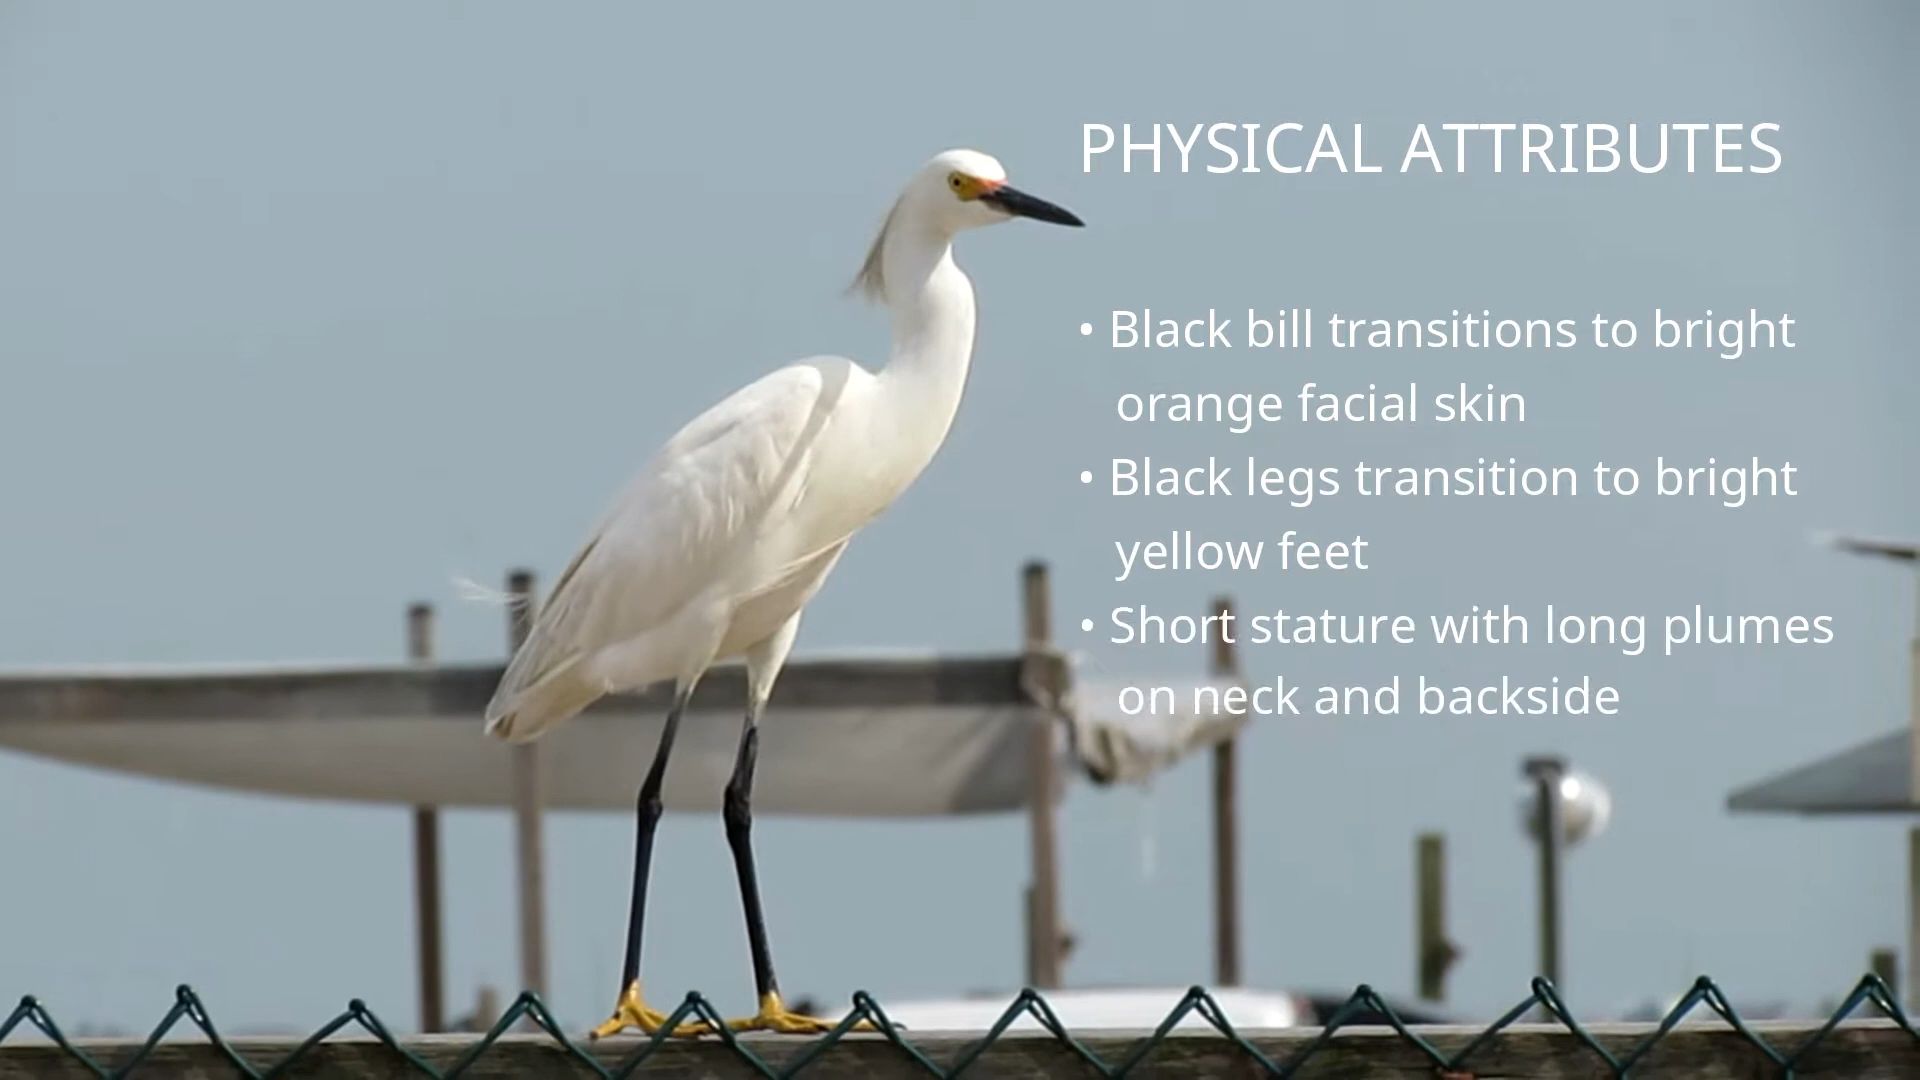 PHYSICAL ATTRIBUTES
• Black bill transitions to bright
orange facial skin
• Black legs transition to bright
yellow feet
• Short stature with long plumes
on neck and backside